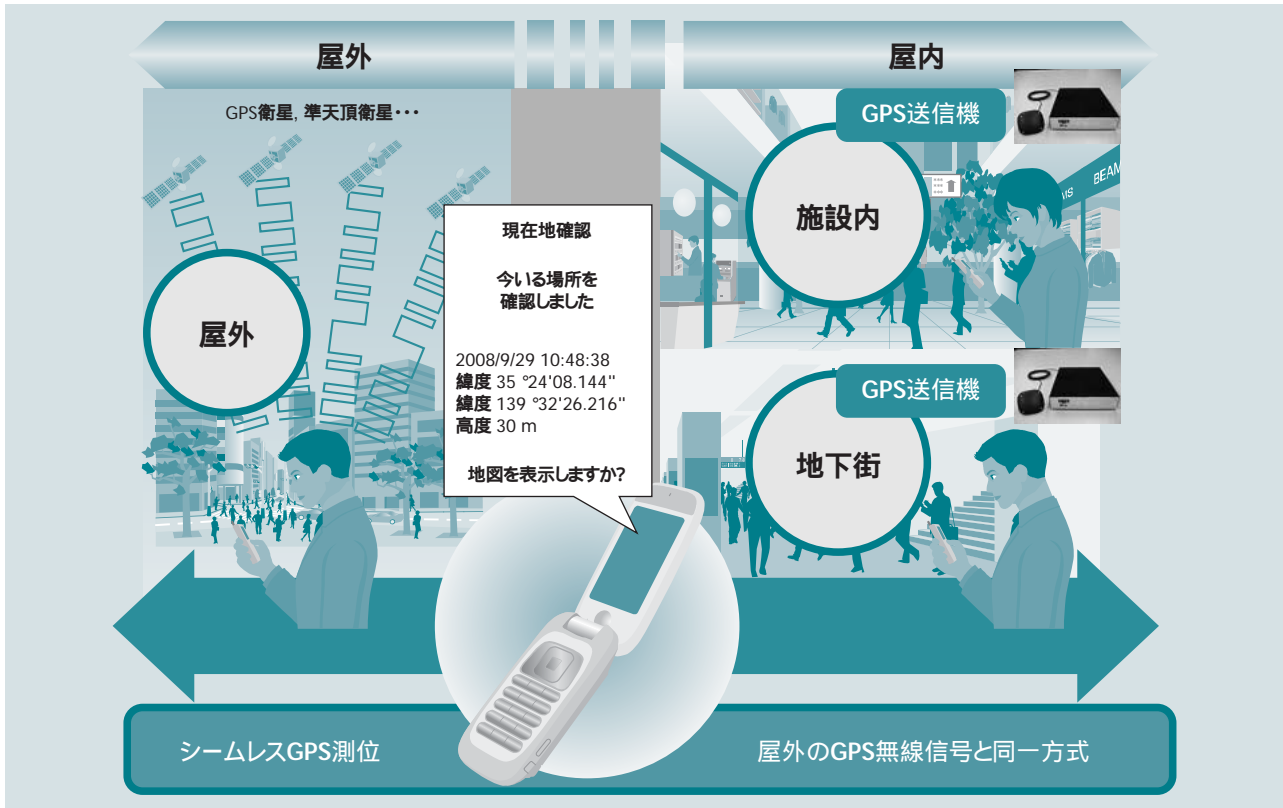 屋外
屋内
GPS衛星, 準天頂衛星･･･
GPS送信機
施設内
BEAM
屋外
現在地確認
今いる場所を
確認しました
2008/9/29 10:48:38
緯度 35 °24'08.144"
緯度 139 °32'26.216"
高度 30 m
地図を表示しますか?
GPS送信機
地下街
シームレスGPS測位
屋外のGPS無線信号と同一方式